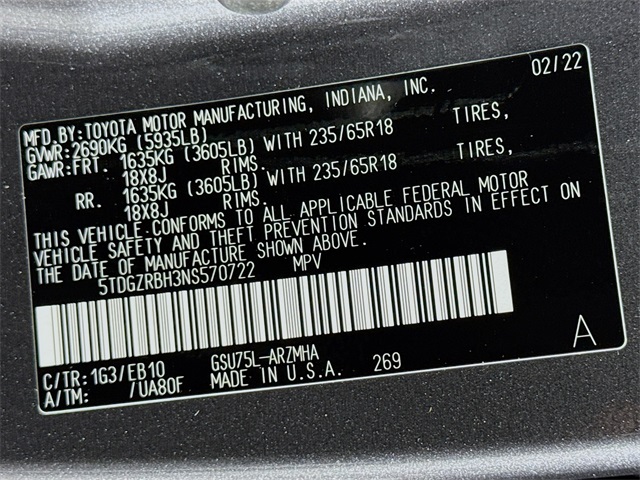 02/22
MFD.BY:TOYOTA MOTOR MANUFACTURING, INDIANA, INC.
GVWR:2690KG (5935LB)
GAWR:FRT. 1635KG (3605LB) WITH 235/65R18 TIRES,
18X8J RIMS.
RR. 1635KG (3605LB) WITH 235/65R18 TIRES,
18X8J RIMS.
THIS VEHICLE CONFORMS TO ALL APPLICABLE FEDERAL MOTOR
VEHICLE SAFETY AND THEFT PREVENTION STANDARDS IN EFFECT ON
THE DATE OF MANUFACTURE SHOWN ABOVE.
5TDGZRBH3NS570722 MPV
C/TR:1G3/EB10 GSU75L-ARZMHA A
A/TM: /UA80F MADE IN U.S.A. 269